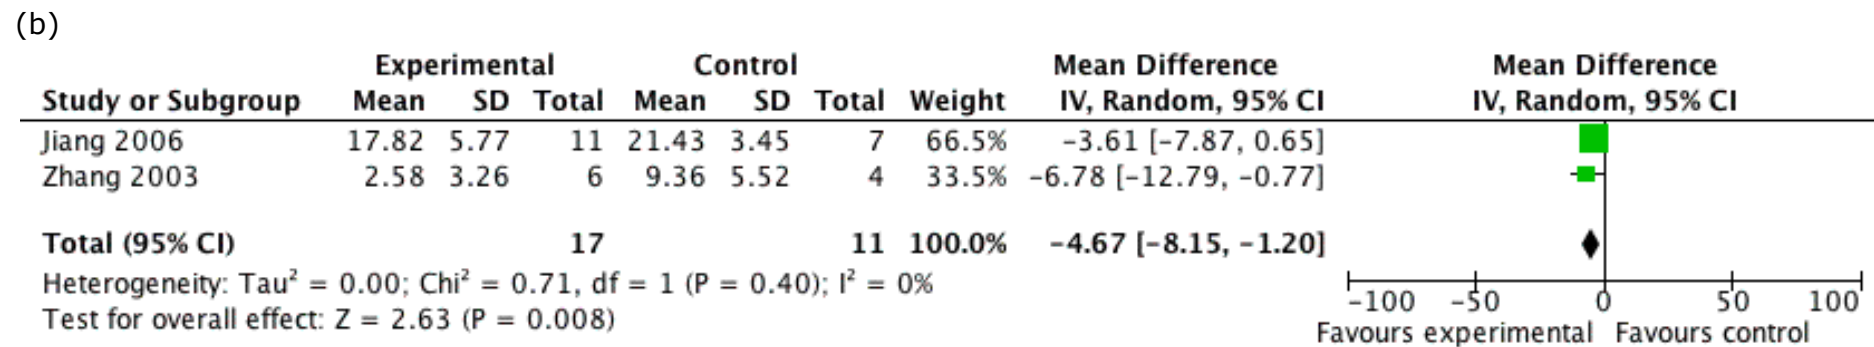 (b)
Experimental Control Mean Difference Mean Difference
Study or Subgroup Mean SD Total Mean SD Total Weight IV, Random, 95% CI IV, Random, 95% CI
Jiang 2006 17.82 5.77 11 21.43 3.45 7 66.5% −3.61 [−7.87, 0.65]
Zhang 2003 2.58 3.26 6 9.36 5.52 4 33.5% −6.78 [−12.79, −0.77]
Total (95% CI) 17 11 100.0% −4.67 [−8.15, −1.20]
Heterogeneity: Tau² = 0.00; Chi² = 0.71, df = 1 (P = 0.40); I² = 0%
Test for overall effect: Z = 2.63 (P = 0.008)
−100 −50 0 50 100
Favours experimental Favours control